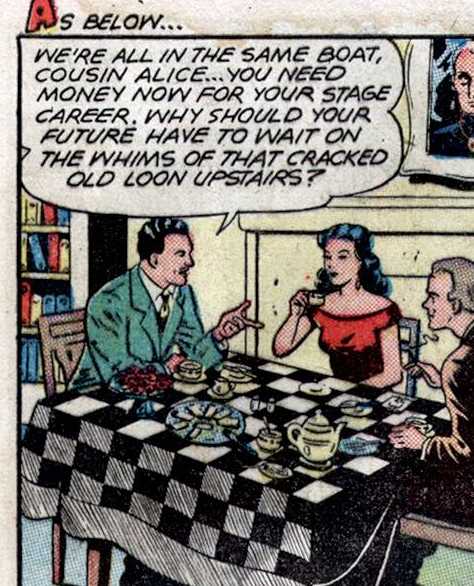 AS BELOW...
WE'RE ALL IN THE SAME BOAT,
COUSIN ALICE...YOU NEED
MONEY NOW FOR YOUR STAGE
CAREER. WHY SHOULD YOUR
FUTURE HAVE TO WAIT ON
THE WHIMS OF THAT CRACKED
OLD LOON UPSTAIRS?